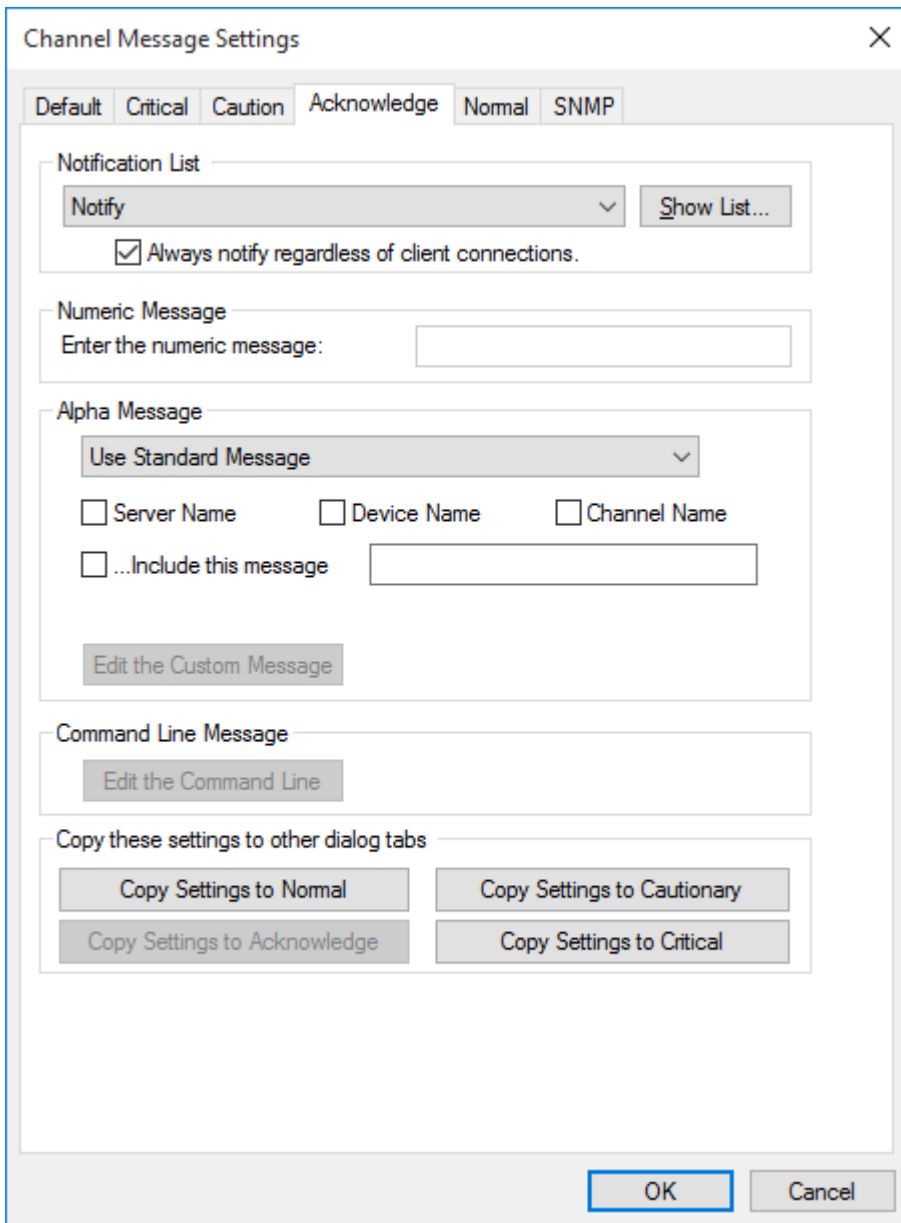 Channel Message Settings
Default Critical Caution Acknowledge Normal SNMP
Notification List
Notify Show List...
Always notify regardless of client connections.
Numeric Message
Enter the numeric message:
Alpha Message
Use Standard Message
Server Name Device Name Channel Name
...Include this message
Edit the Custom Message
Command Line Message
Edit the Command Line
Copy these settings to other dialog tabs
Copy Settings to Normal Copy Settings to Cautionary
Copy Settings to Acknowledge Copy Settings to Critical
OK Cancel